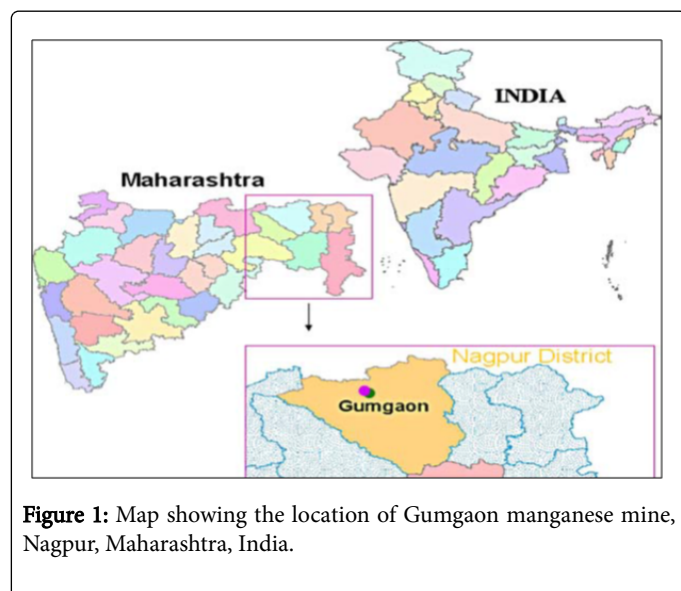 INDIA
Maharashtra
Nagpur District
Gumgaon
Figure 1: Map showing the location of Gumgaon manganese mine,
Nagpur, Maharashtra, India.